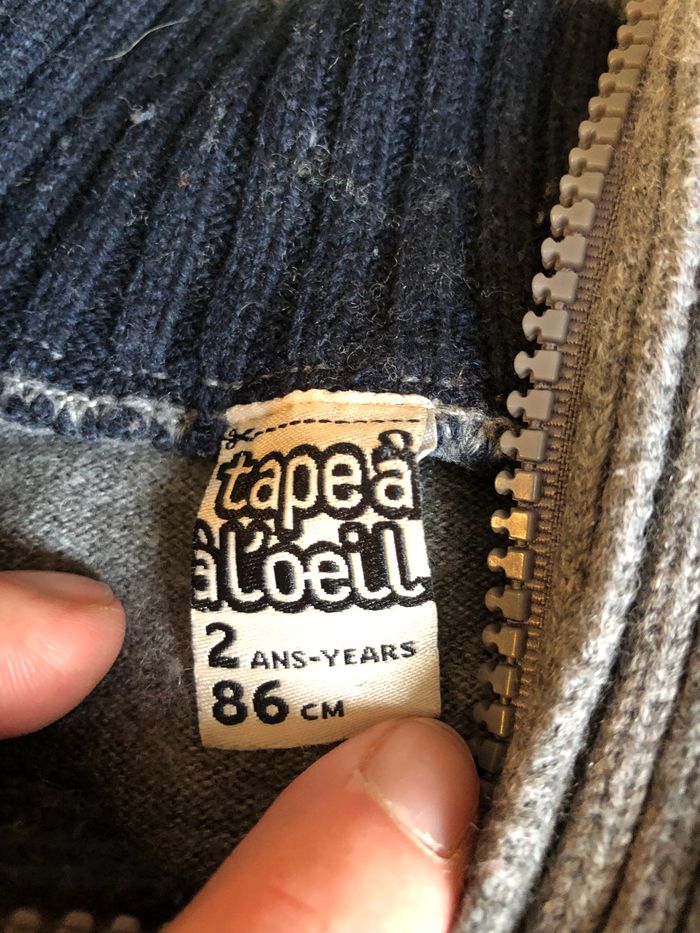 tape à
à l'oeil
2 ANS-YEARS
86 CM